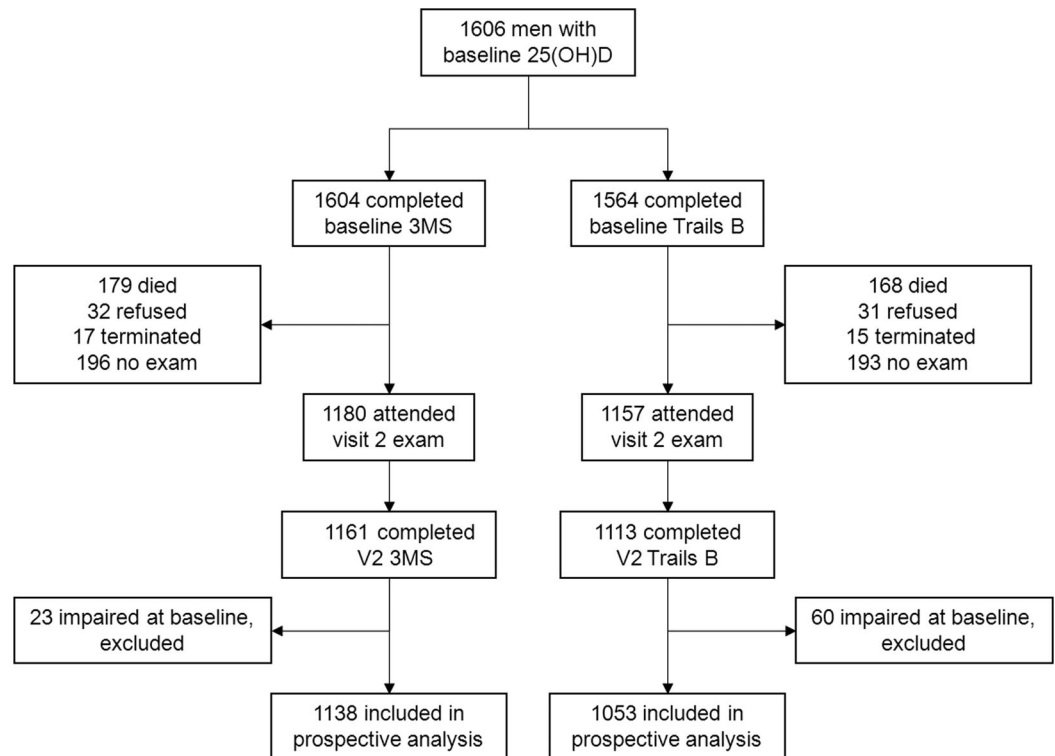 1606 men with
baseline 25(OH)D
1604 completed
baseline 3MS
1564 completed
baseline Trails B
179 died
32 refused
17 terminated
196 no exam
168 died
31 refused
15 terminated
193 no exam
1180 attended
visit 2 exam
1157 attended
visit 2 exam
1161 completed
V2 3MS
1113 completed
V2 Trails B
23 impaired at baseline,
excluded
60 impaired at baseline,
excluded
1138 included in
prospective analysis
1053 included in
prospective analysis